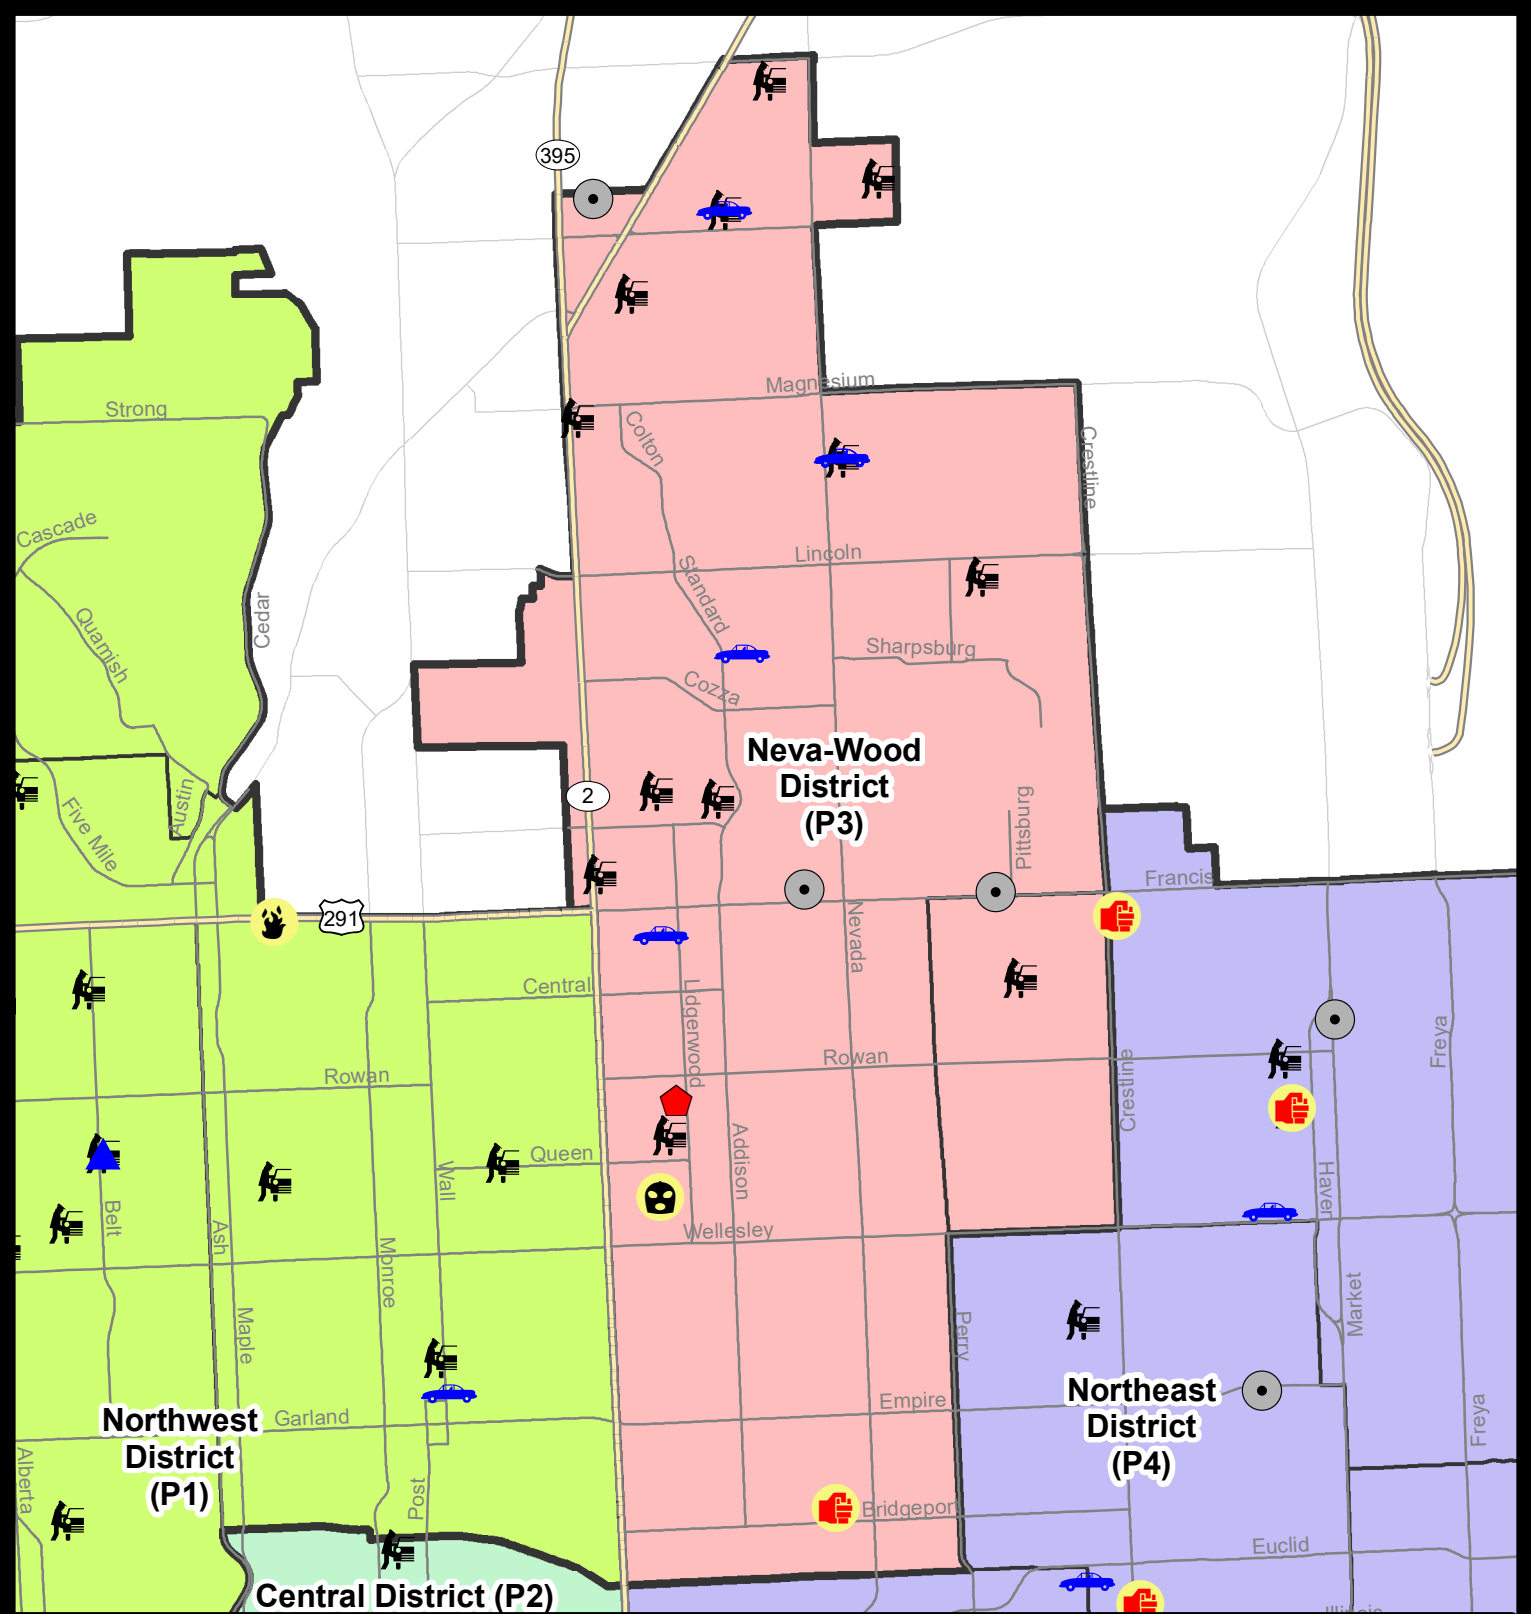 395
Magnesium
Strong
Colton
Crestline
Cascade
Lincoln
Standard
Cedar
Quamish
Sharpsburg
Cozza
Neva-Wood
District
(P3)
2
Austin
Five Mile
Pittsburg
Francis
291
Nevada
Central
Lidgerwood
Freya
Rowan
Rowan
Crestline
Addison
Queen
Wall
Haven
Belt
Ash
Wellesley
Monroe
Market
Maple
Perry
Northeast
District
(P4)
Empire
Northwest
District
(P1)
Garland
Freya
Alberta
Post
Bridgeport
Euclid
Central District (P2)